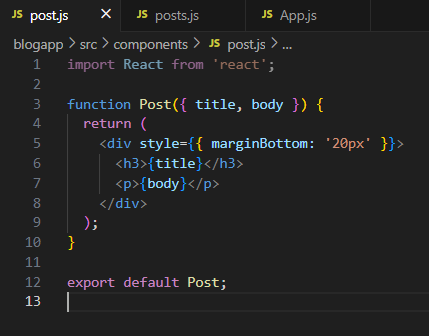 JS post.js × JS posts.js JS App.js
blogapp > src > components > JS post.js > ...
1 import React from 'react';
2
3 function Post({ title, body }) {
4   return (
5     <div style={{ marginBottom: '20px' }}>
6       <h3>{title}</h3>
7       <p>{body}</p>
8     </div>
9   );
10 }
11
12 export default Post;
13